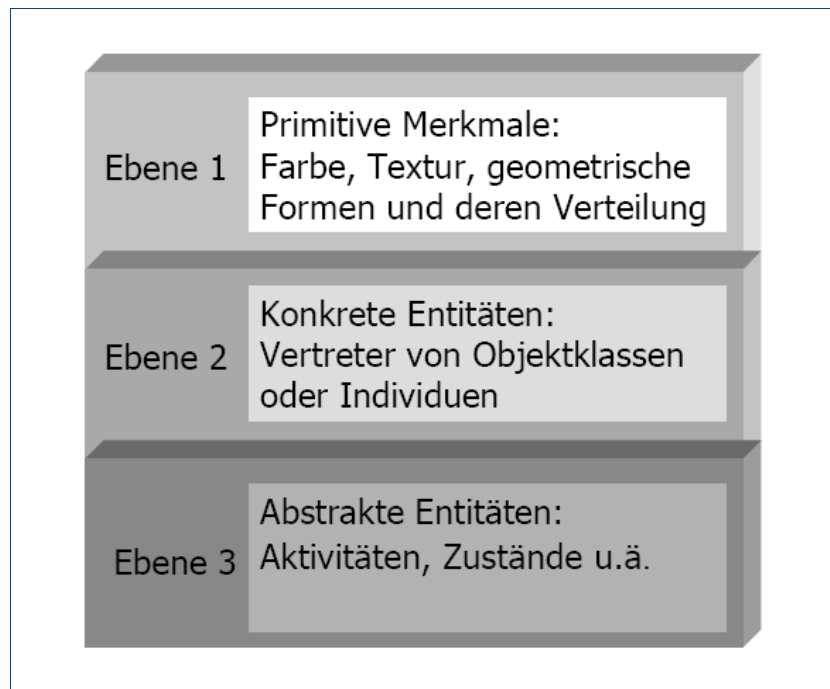 Ebene 1
Primitive Merkmale:
Farbe, Textur, geometrische
Formen und deren Verteilung
Ebene 2
Konkrete Entitäten:
Vertreter von Objektklassen
oder Individuen
Ebene 3
Abstrakte Entitäten:
Aktivitäten, Zustände u.ä.